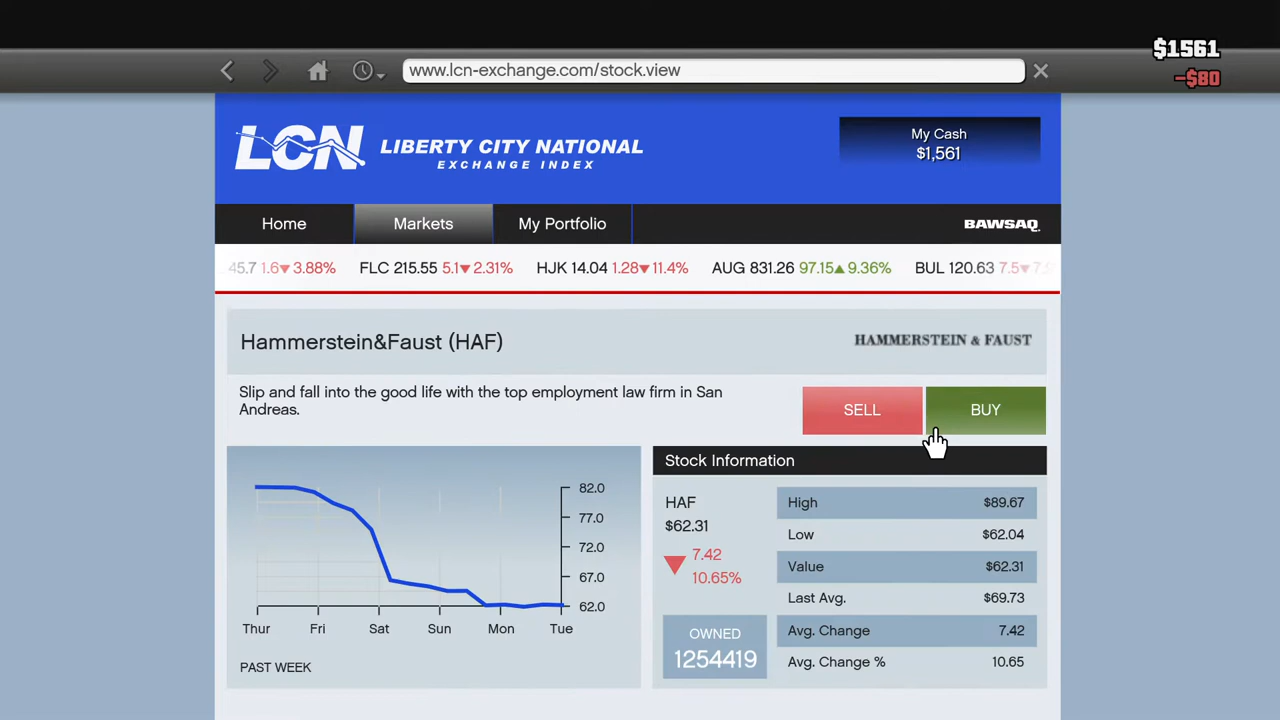 $1561
-$80
www.lcn-exchange.com/stock.view
LCN LIBERTY CITY NATIONAL
EXCHANGE INDEX
My Cash
$1,561
Home Markets My Portfolio BAWSAQ
45.7 1.6▼3.88% FLC 215.55 5.1▼2.31% HJK 14.04 1.28▼11.4% AUG 831.26 97.15▲9.36% BUL 120.63 7.5▼
Hammerstein&Faust (HAF) HAMMERSTEIN & FAUST
Slip and fall into the good life with the top employment law firm in San
Andreas.
SELL BUY
82.0
77.0
72.0
67.0
62.0
Thur Fri Sat Sun Mon Tue
PAST WEEK
Stock Information
HAF
$62.31
7.42
10.65%
OWNED
1254419
High $89.67
Low $62.04
Value $62.31
Last Avg. $69.73
Avg. Change 7.42
Avg. Change % 10.65